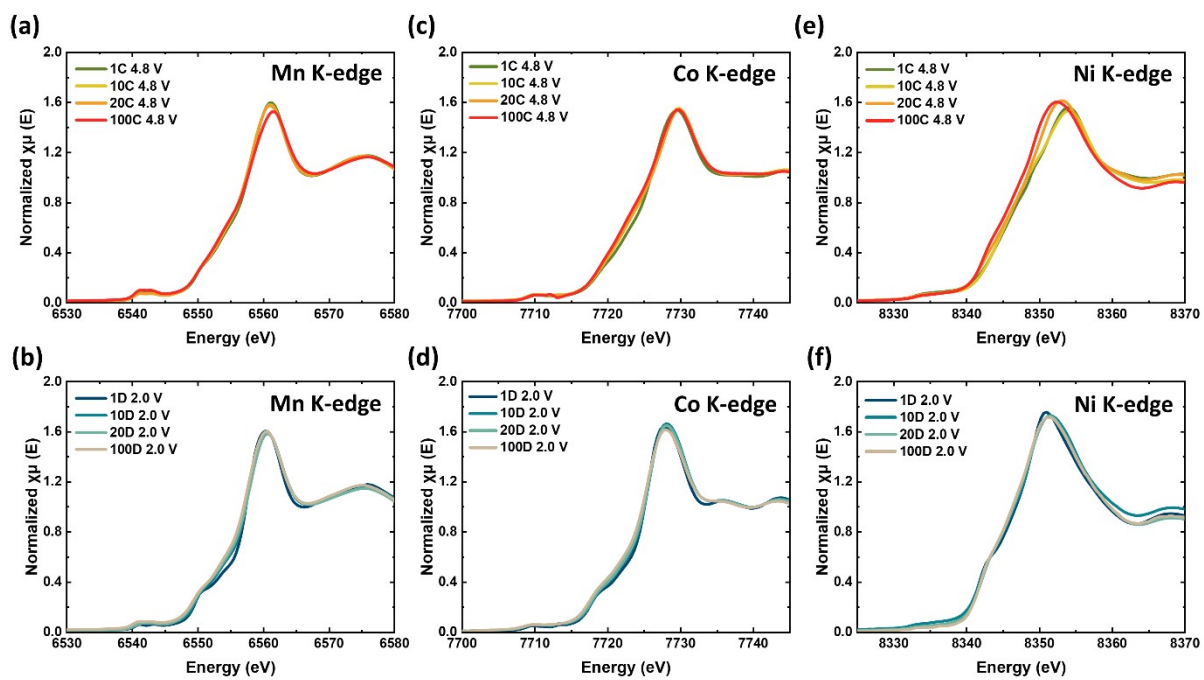 (a)
2.0
1.6
1.2
0.8
0.4
0.0
Normalized χμ (E)
1C 4.8 V
10C 4.8 V
20C 4.8 V
100C 4.8 V
Mn K-edge
6530 6540 6550 6560 6570 6580
Energy (eV)
(c)
2.0
1.6
1.2
0.8
0.4
0.0
Normalized χμ (E)
1C 4.8 V
10C 4.8 V
20C 4.8 V
100C 4.8 V
Co K-edge
7700 7710 7720 7730 7740
Energy (eV)
(e)
2.0
1.6
1.2
0.8
0.4
0.0
Normalized χμ (E)
1C 4.8 V
10C 4.8 V
20C 4.8 V
100C 4.8 V
Ni K-edge
8330 8340 8350 8360 8370
Energy (eV)
(b)
2.0
1.6
1.2
0.8
0.4
0.0
Normalized χμ (E)
1D 2.0 V
10D 2.0 V
20D 2.0 V
100D 2.0 V
Mn K-edge
6530 6540 6550 6560 6570 6580
Energy (eV)
(d)
2.0
1.6
1.2
0.8
0.4
0.0
Normalized χμ (E)
1D 2.0 V
10D 2.0 V
20D 2.0 V
100D 2.0 V
Co K-edge
7700 7710 7720 7730 7740
Energy (eV)
(f)
2.0
1.6
1.2
0.8
0.4
0.0
Normalized χμ (E)
1D 2.0 V
10D 2.0 V
20D 2.0 V
100D 2.0 V
Ni K-edge
8330 8340 8350 8360 8370
Energy (eV)